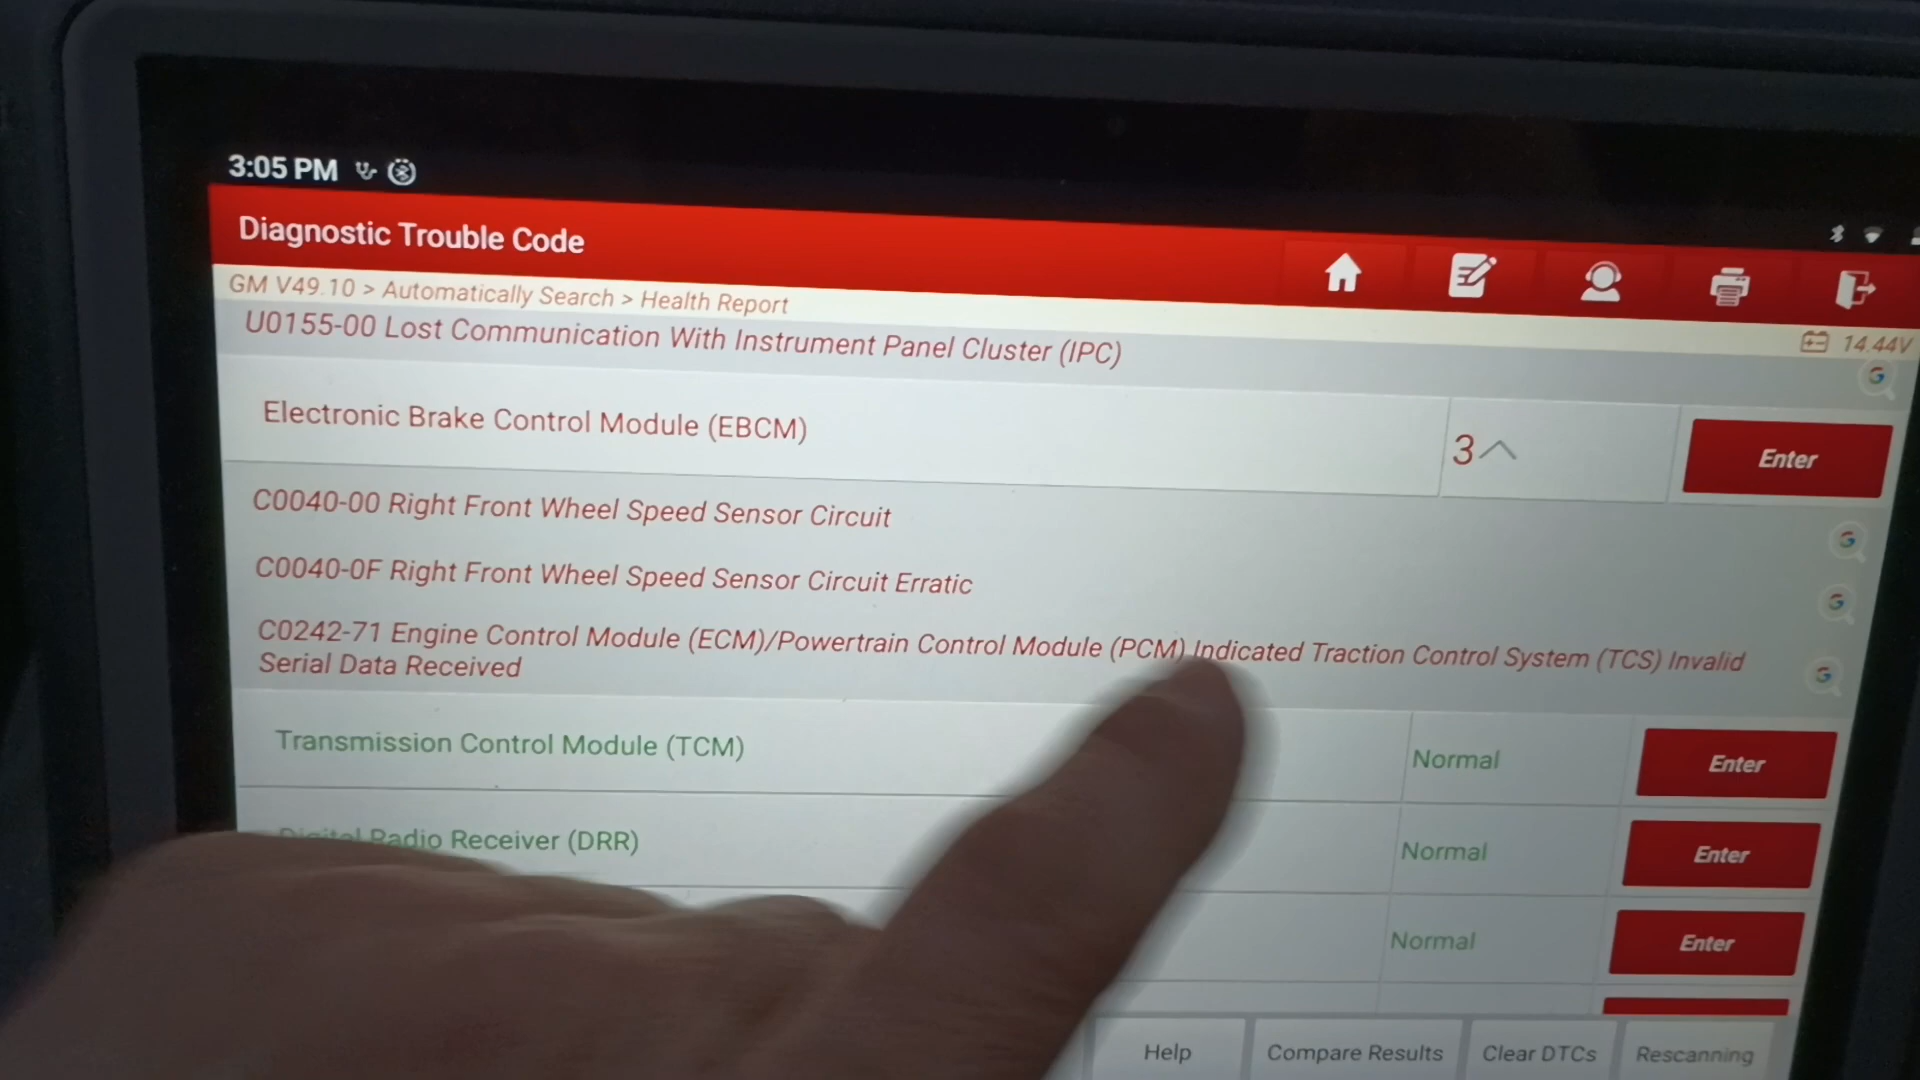 3:05 PM
Diagnostic Trouble Code
GM V49.10 > Automatically Search > Health Report
14.44V
U0155-00 Lost Communication With Instrument Panel Cluster (IPC)
Electronic Brake Control Module (EBCM)
3
Enter
C0040-00 Right Front Wheel Speed Sensor Circuit
C0040-0F Right Front Wheel Speed Sensor Circuit Erratic
C0242-71 Engine Control Module (ECM)/Powertrain Control Module (PCM) Indicated Traction Control System (TCS) Invalid
Serial Data Received
Transmission Control Module (TCM)
Normal
Enter
Digital Radio Receiver (DRR)
Normal
Enter
Normal
Enter
Help
Compare Results
Clear DTCs
Rescanning